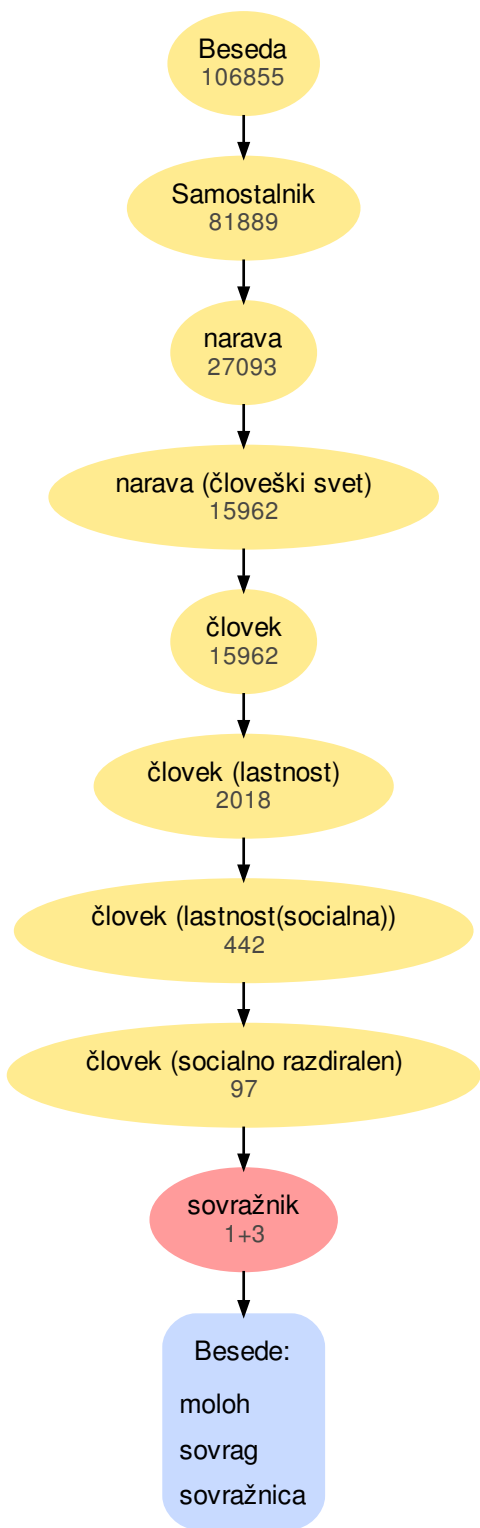 Beseda
106855
Samostalnik
81889
narava
27093
narava (človeški svet)
15962
človek
15962
človek (lastnost)
2018
človek (lastnost(socialna))
442
človek (socialno razdiralen)
97
sovražnik
1+3
Besede:
moloh
sovrag
sovražnica